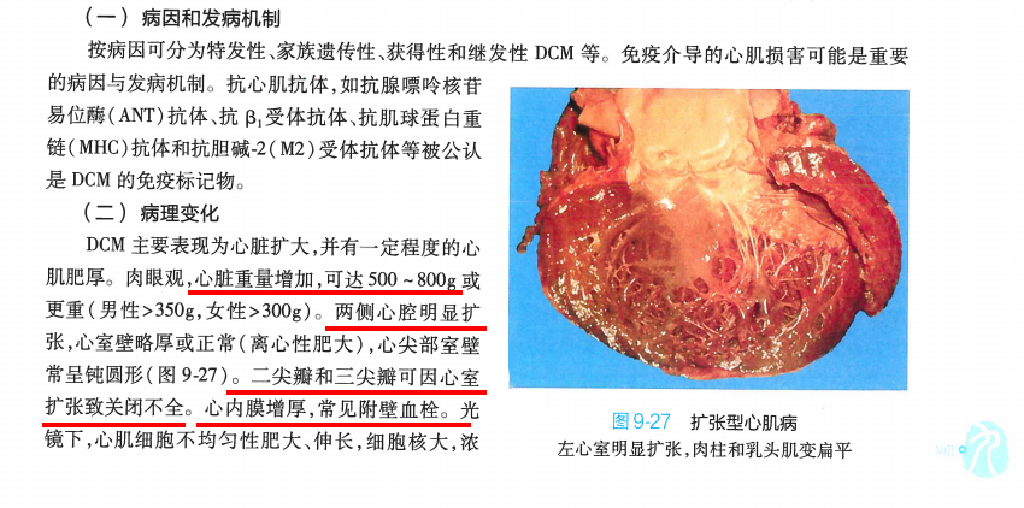 （一）病因和发病机制
按病因可分为特发性、家族遗传性、获得性和继发性 DCM 等。免疫介导的心肌损害可能是重要
的病因与发病机制。抗心肌抗体,如抗腺嘌呤核苷
易位酶(ANT)抗体、抗 β₁受体抗体、抗肌球蛋白重
链(MHC)抗体和抗胆碱-2(M2)受体抗体等被公认
是 DCM 的免疫标记物。
（二）病理变化
DCM 主要表现为心脏扩大,并有一定程度的心
肌肥厚。肉眼观,心脏重量增加,可达 500 ~ 800g 或
更重(男性>350g,女性>300g)。两侧心腔明显扩
张,心室壁略厚或正常(离心性肥大),心尖部室壁
常呈钝圆形(图 9-27)。二尖瓣和三尖瓣可因心室
扩张致关闭不全。心内膜增厚,常见附壁血栓。光
镜下,心肌细胞不均匀性肥大、伸长,细胞核大,浓
图 9-27 扩张型心肌病
左心室明显扩张,肉柱和乳头肌变扁平